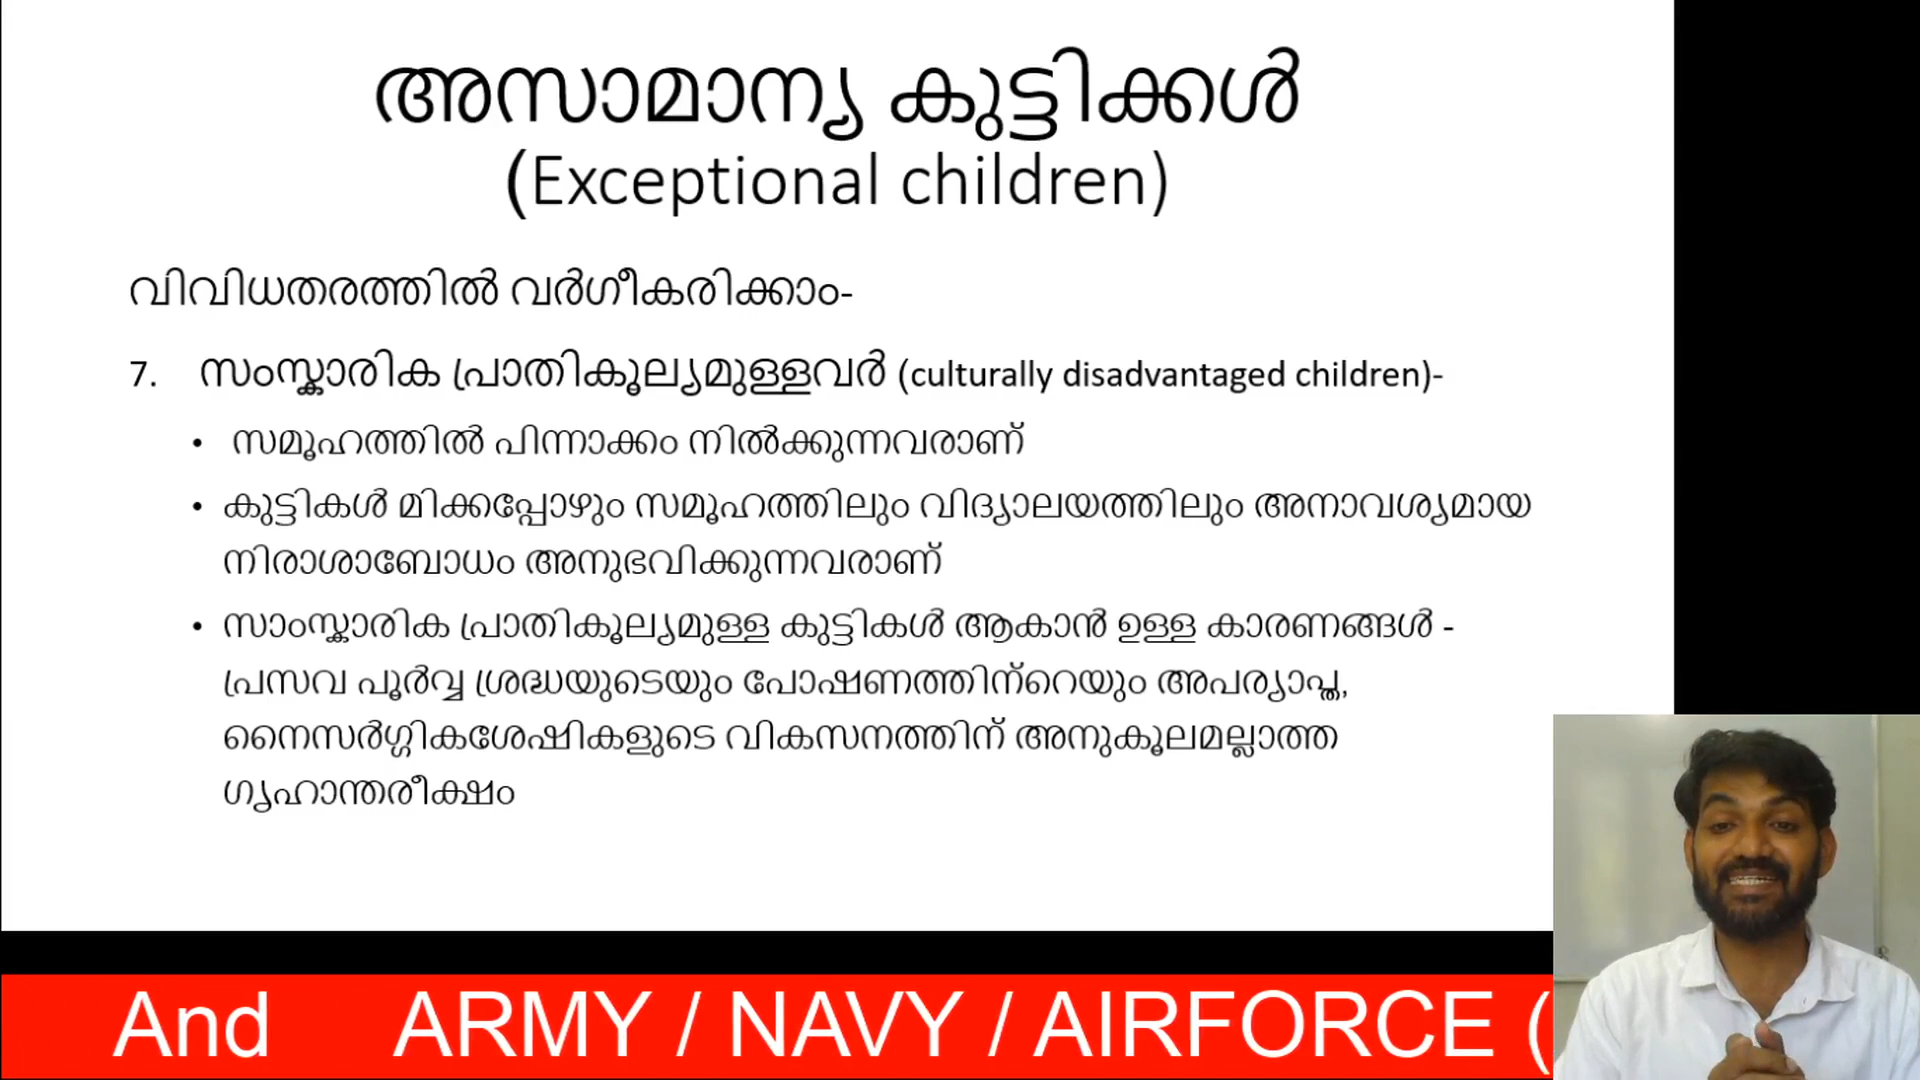 അസാമാന്യ കുട്ടിക്കൾ
(Exceptional children)
വിവിധതരത്തിൽ വർഗീകരിക്കാം-
7. സംസ്കാരിക പ്രാതികൂല്യമുള്ളവർ (culturally disadvantaged children)-
• സമൂഹത്തിൽ പിന്നാക്കം നിൽക്കുന്നവരാണ്
• കുട്ടികൾ മിക്കപ്പോഴും സമൂഹത്തിലും വിദ്യാലയത്തിലും അനാവശ്യമായ
നിരാശാബോധം അനുഭവിക്കുന്നവരാണ്
• സാംസ്കാരിക പ്രാതികൂല്യമുള്ള കുട്ടികൾ ആകാൻ ഉള്ള കാരണങ്ങൾ -
പ്രസവ പൂർവ്വ ശ്രദ്ധയുടെയും പോഷണത്തിന്റെയും അപര്യാപ്ത,
നൈസർഗ്ഗികശേഷികളുടെ വികസനത്തിന് അനുകൂലമല്ലാത്ത
ഗൃഹാന്തരീക്ഷം
And ARMY / NAVY / AIRFORCE (